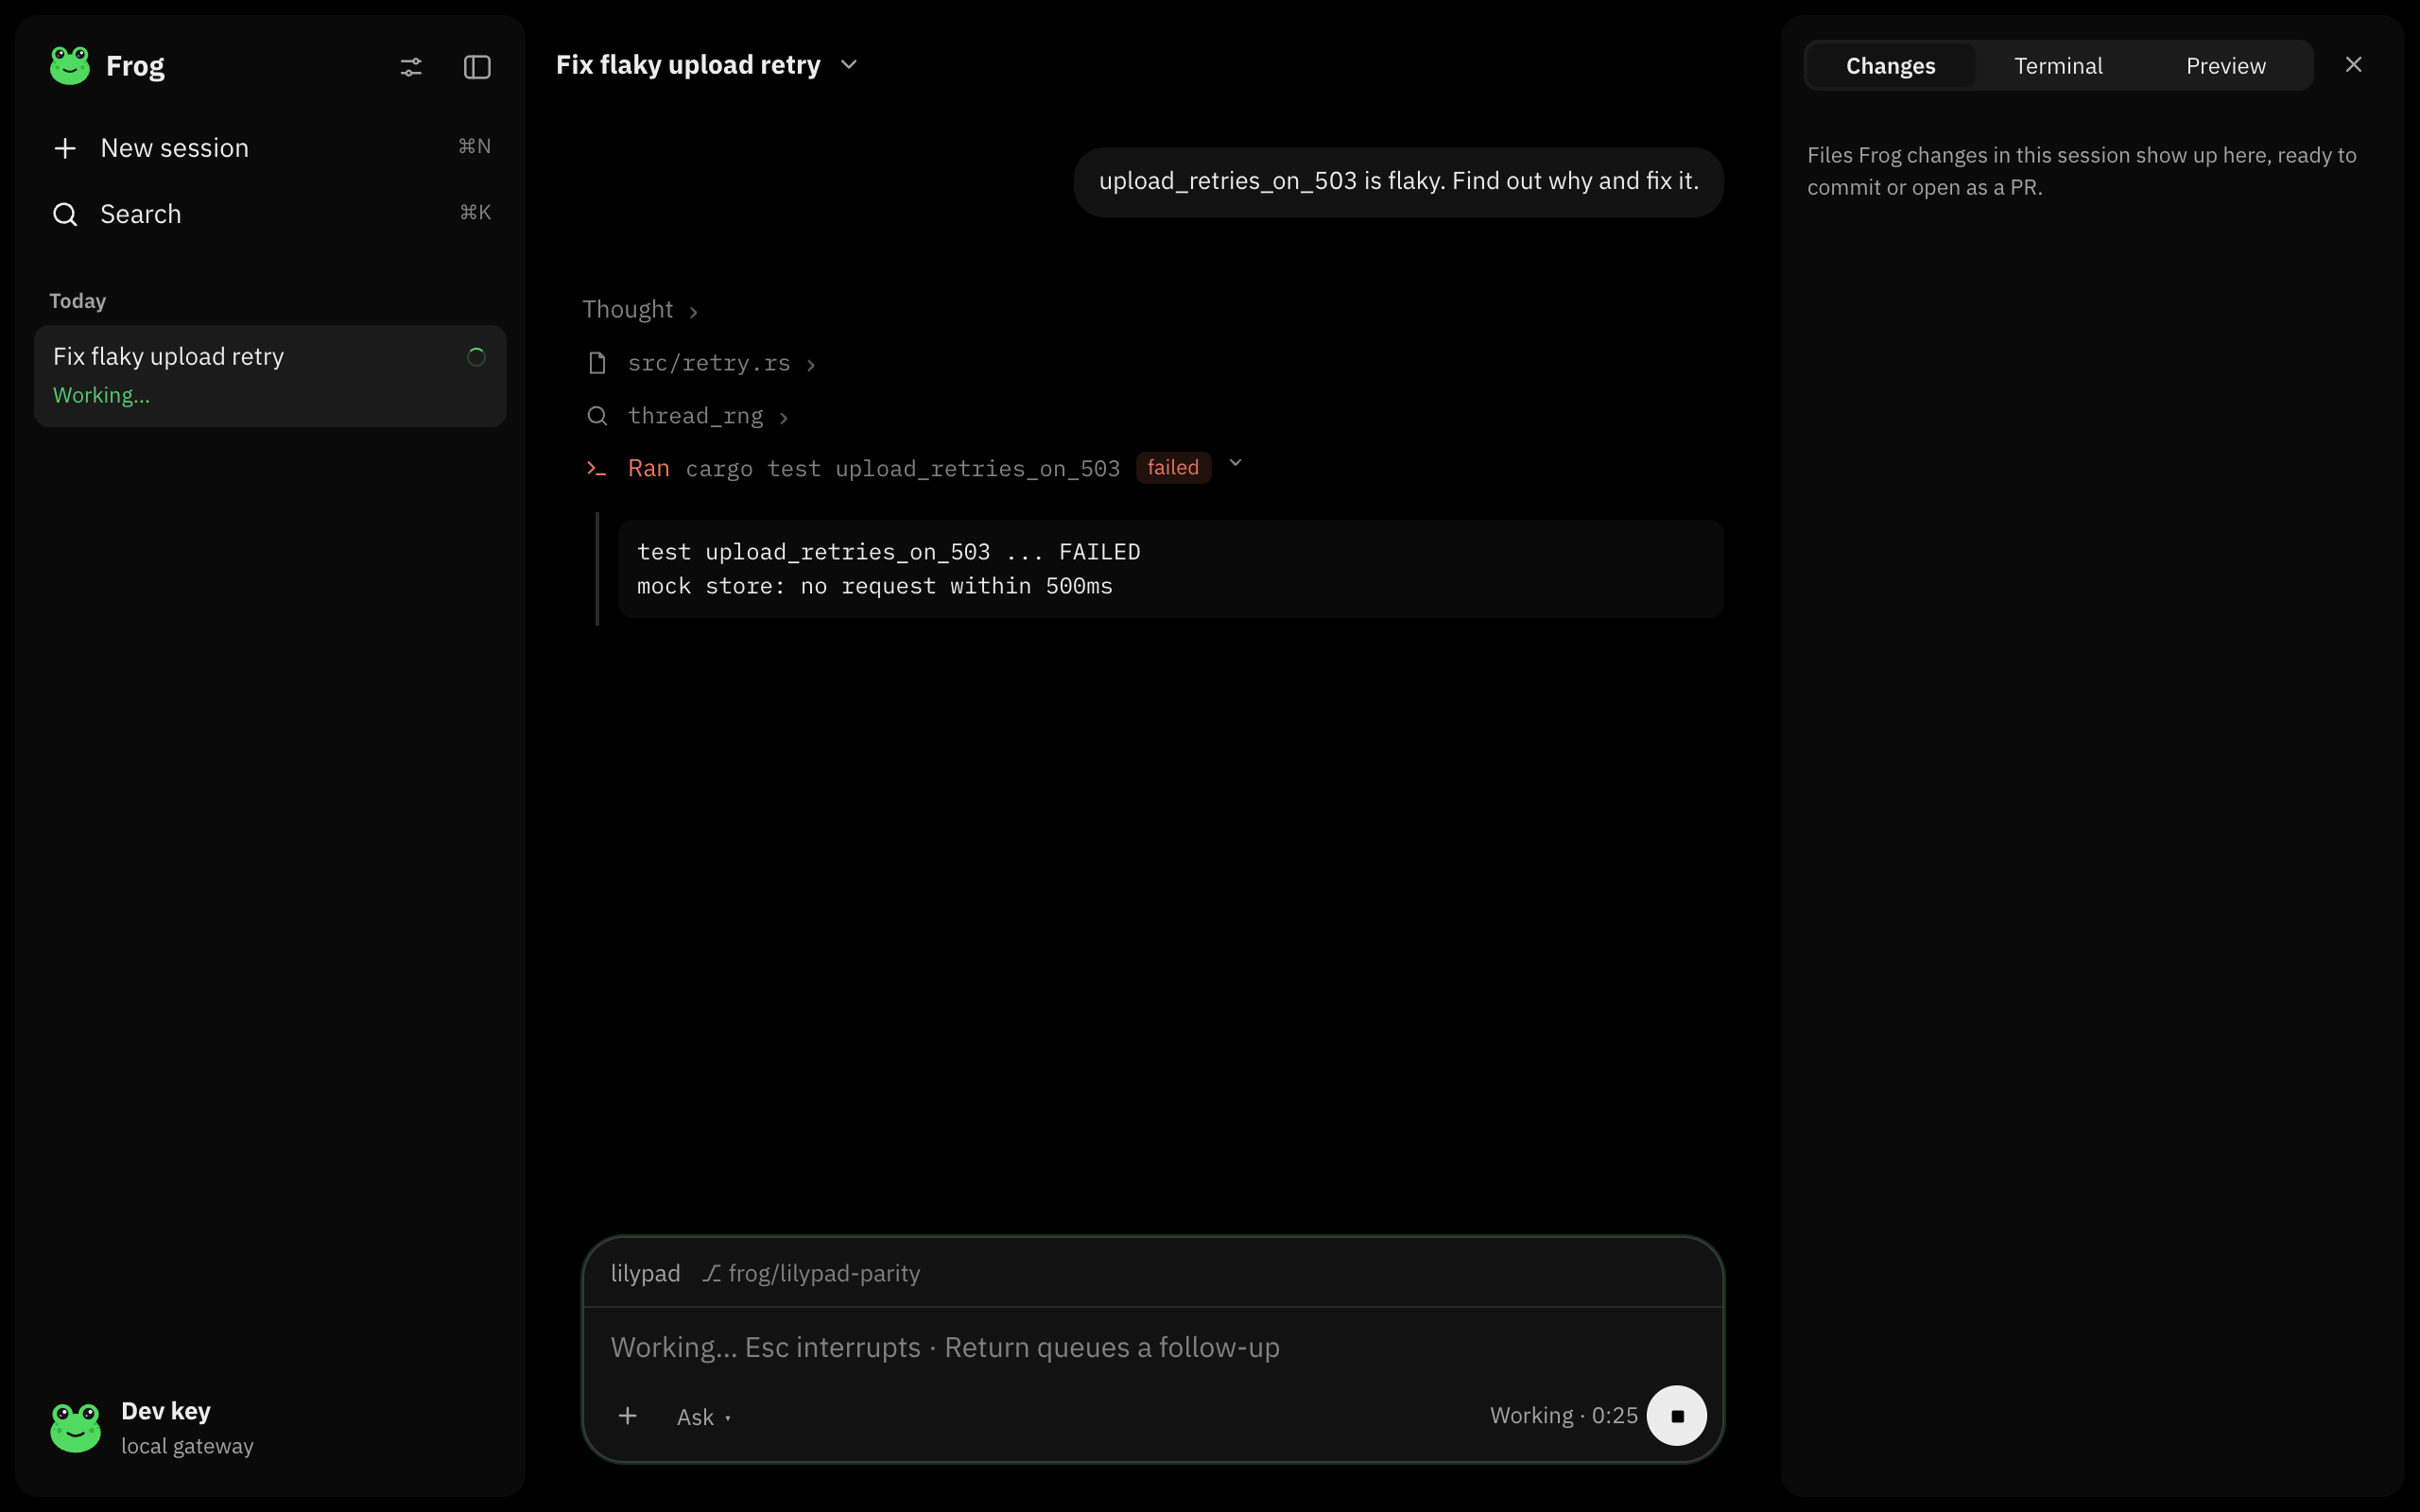 Frog
New session ⌘N
Search ⌘K
Today
Fix flaky upload retry
Working...
Dev key
local gateway
Fix flaky upload retry
upload_retries_on_503 is flaky. Find out why and fix it.
Thought
src/retry.rs
thread_rng
Ran cargo test upload_retries_on_503 failed
test upload_retries_on_503 ... FAILED
mock store: no request within 500ms
lilypad frog/lilypad-parity
Working... Esc interrupts · Return queues a follow-up
Ask
Working · 0:25
Changes Terminal Preview
Files Frog changes in this session show up here, ready to
commit or open as a PR.